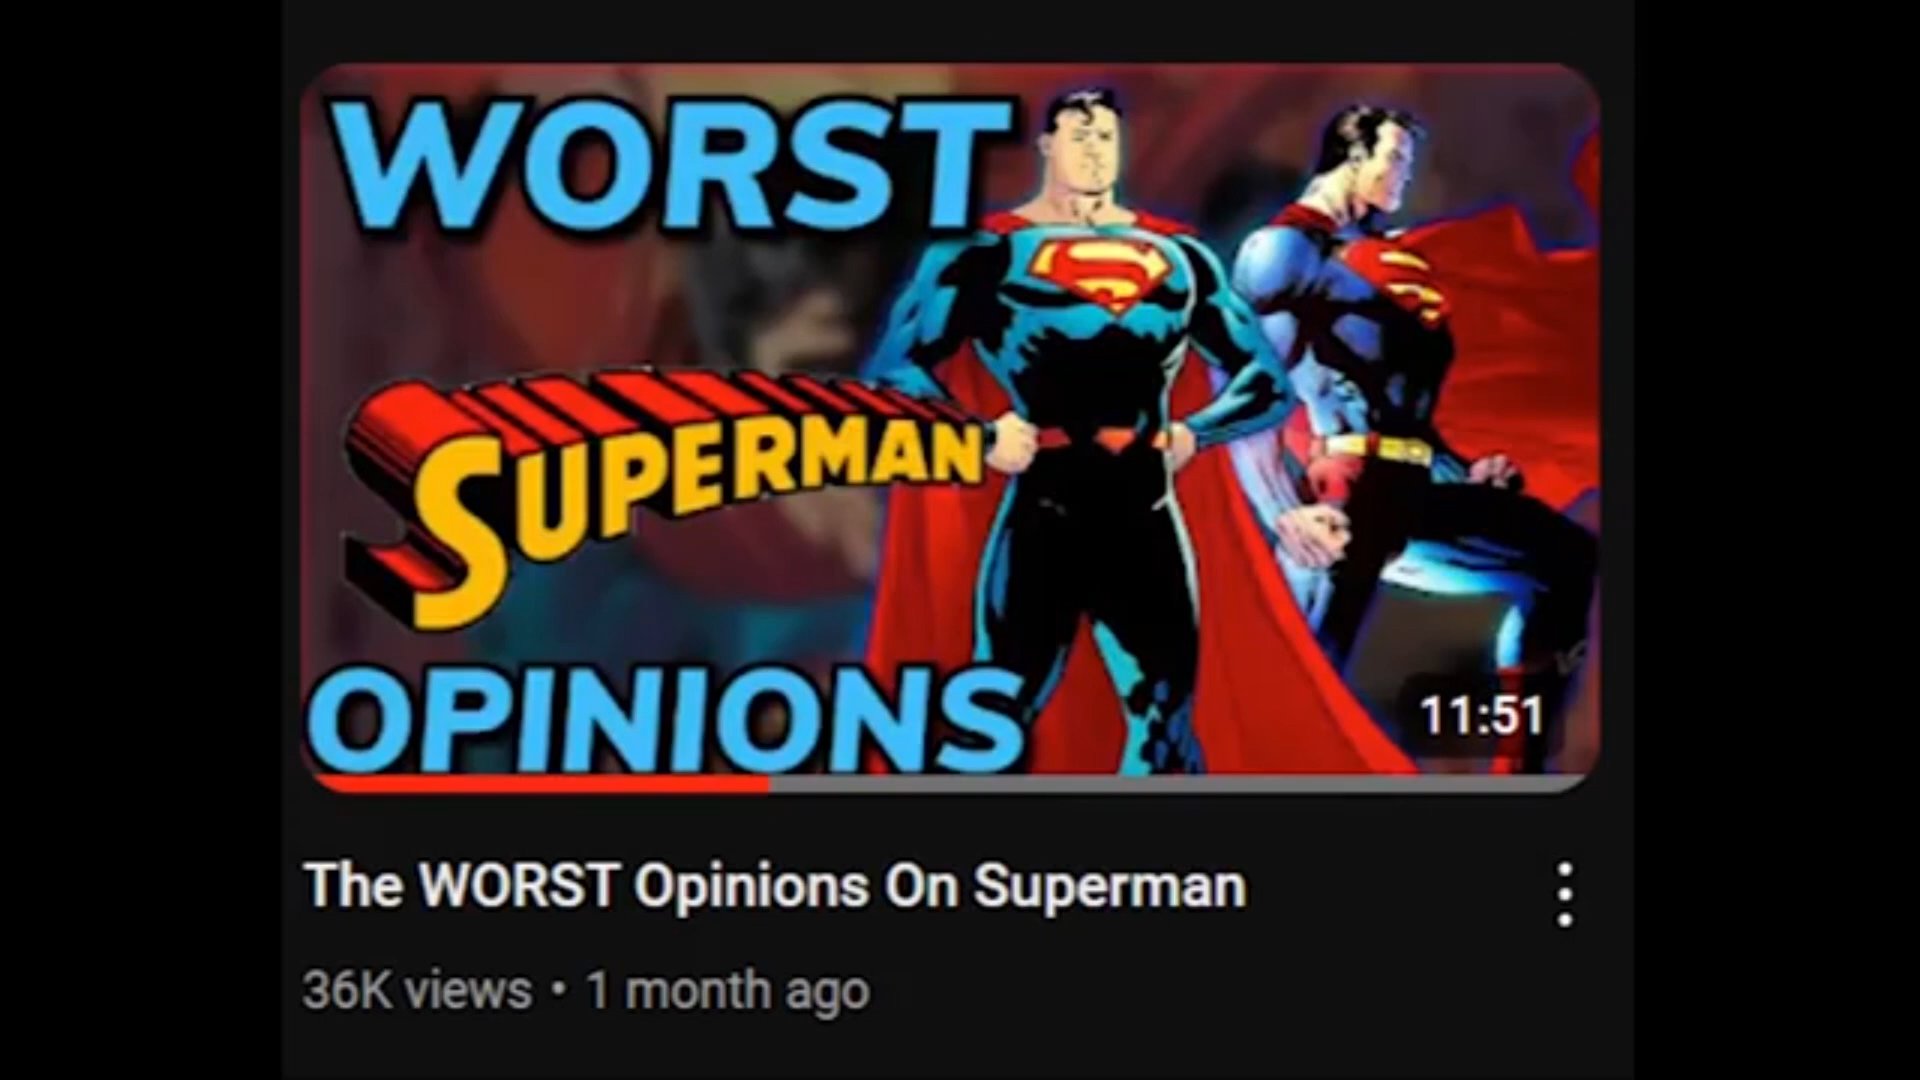 WORST
SUPERMAN
OPINIONS
11:51
The WORST Opinions On Superman
36K views • 1 month ago